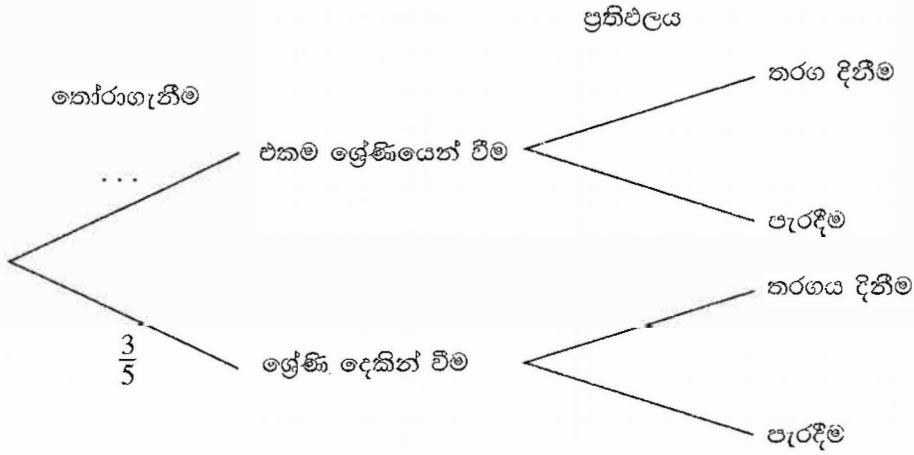 ප්‍රතිඵලය
තෝරාගැනීම
තරග දිනීම
එකම ශ්‍රේණියෙන් වීම
...
පැරදීම
තරගය දිනීම
3
5
ශ්‍රේණි දෙකින් වීම
පැරදීම